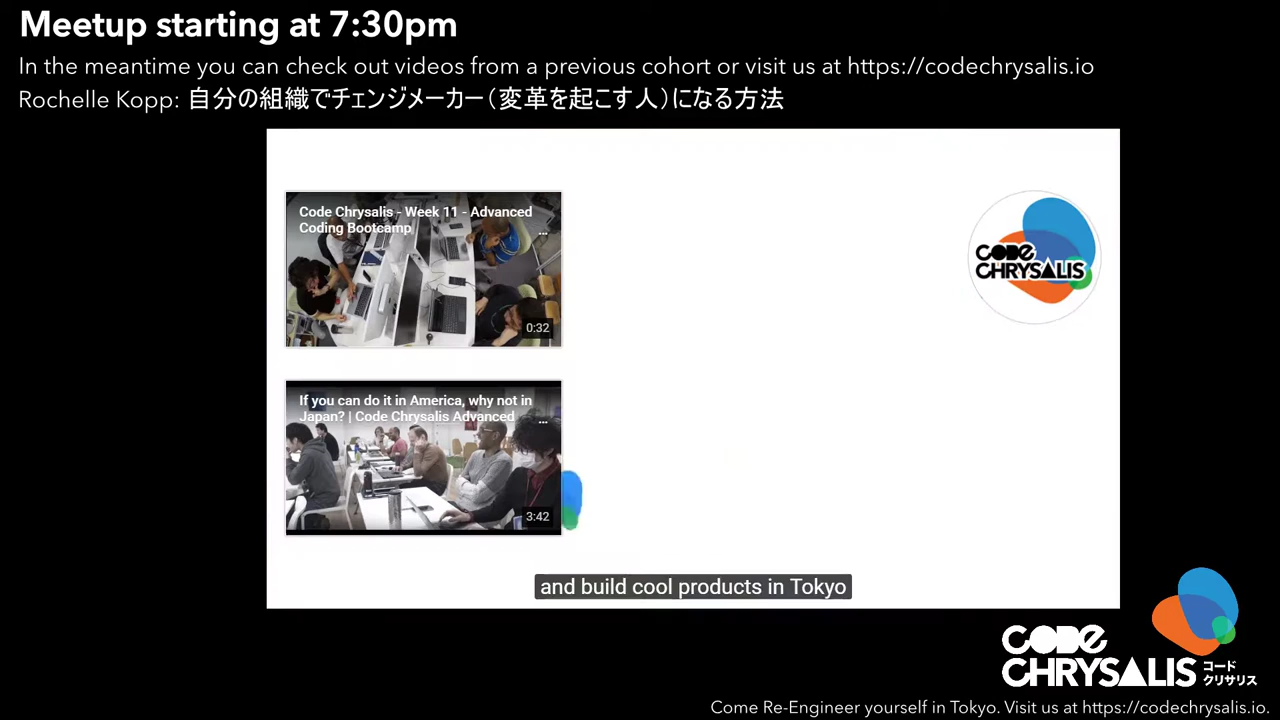 Meetup starting at 7:30pm
In the meantime you can check out videos from a previous cohort or visit us at https://codechrysalis.io
Rochelle Kopp: 自分の組織でチェンジメーカー（変革を起こす人）になる方法
Code Chrysalis - Week 11 - Advanced
Coding Bootcamp
0:32
CODE
CHRYSALIS
If you can do it in America, why not in
Japan? | Code Chrysalis Advanced
3:42
and build cool products in Tokyo
CODE
CHRYSALIS
コード
クリサリス
Come Re-Engineer yourself in Tokyo. Visit us at https://codechrysalis.io.